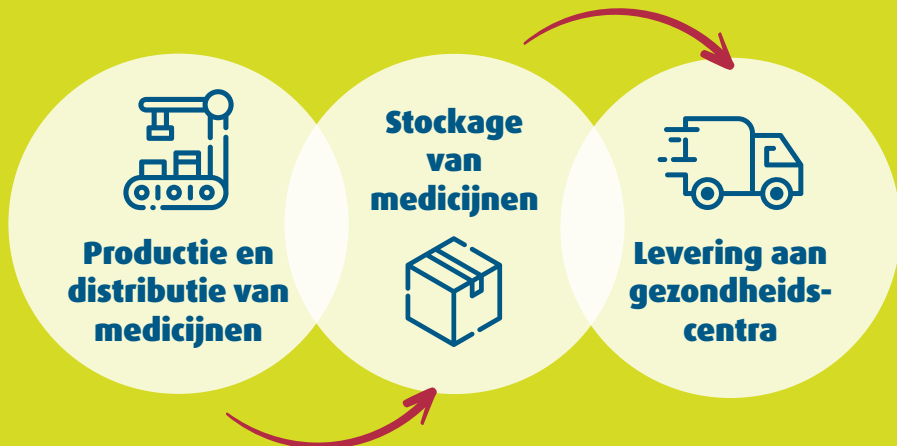 Productie en
distributie van
medicijnen
Stockage
van
medicijnen
Levering aan
gezondheids-
centra